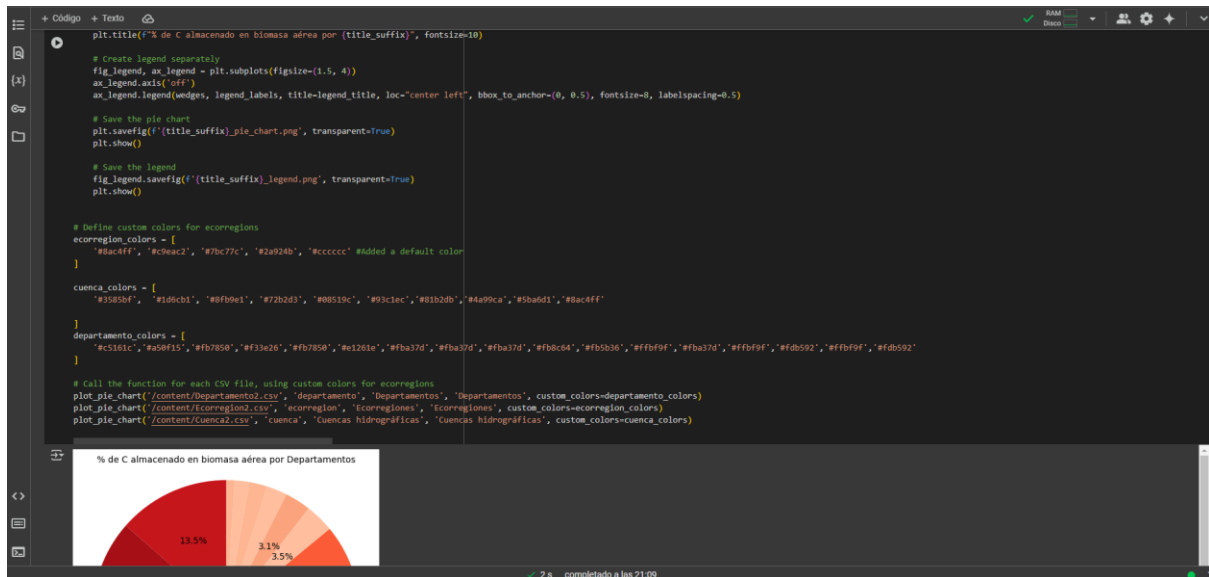 + Código + Texto
RAM
Disco
plt.title(f"% de C almacenado en biomasa aérea por {title_suffix}", fontsize=10)
# Create legend separately
fig_legend, ax_legend = plt.subplots(figsize=(1.5, 4))
ax_legend.axis('off')
ax_legend.legend(wedges, legend_labels, title=legend_title, loc="center left", bbox_to_anchor=(0, 0.5), fontsize=8, labelspacing=0.5)
# Save the pie chart
plt.savefig(f'{title_suffix}_pie_chart.png', transparent=True)
plt.show()
# Save the legend
fig_legend.savefig(f'{title_suffix}_legend.png', transparent=True)
plt.show()
# Define custom colors for ecorregions
ecorregion_colors = [
'#8ac4ff', '#c9eac2', '#7bc77c', '#2a924b', '#cccccc' #Added a default color
]
cuenca_colors = [
'#3585bf', '#1d6cb1', '#8fb9e1', '#72b2d3', '#08519c', '#93c1ec','#81b2db','#4a99ca','#5ba6d1','#8ac4ff'
]
departamento_colors = [
'#c5161c','#a50f15','#fb7850','#f33e26','#fb7850','#e1261e','#fba37d','#fba37d','#fba37d','#fb8c64','#fb5b36','#ffbf9f','#fba37d','#ffbf9f','#fdb592','#ffbf9f','#fdb592'
]
# Call the function for each CSV file, using custom colors for ecorregions
plot_pie_chart('/content/Departamento2.csv', 'departamento', 'Departamentos', 'Departamentos', custom_colors=departamento_colors)
plot_pie_chart('/content/Ecorregion2.csv', 'ecorregion', 'Ecorregiones', 'Ecorregiones', custom_colors=ecorregion_colors)
plot_pie_chart('/content/Cuenca2.csv', 'cuenca', 'Cuencas hidrográficas', 'Cuencas hidrográficas', custom_colors=cuenca_colors)
% de C almacenado en biomasa aérea por Departamentos
13.5%
3.1%
3.5%
2 s completado a las 21:09